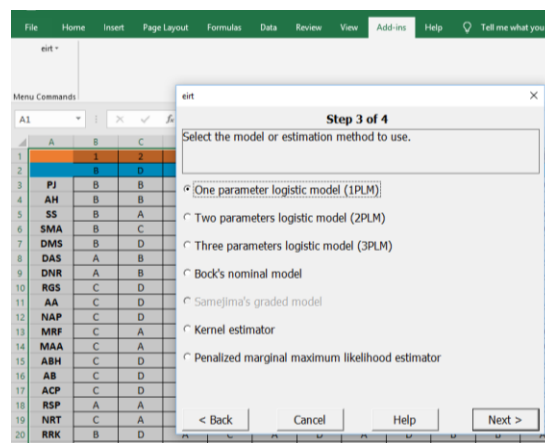 File Home Insert Page Layout Formulas Data Review View Add-ins Help Tell me what you
eirt
Menu Commands
A1
eirt
Step 3 of 4
Select the model or estimation method to use.
One parameter logistic model (1PLM)
Two parameters logistic model (2PLM)
Three parameters logistic model (3PLM)
Bock's nominal model
Samejima's graded model
Kernel estimator
Penalized marginal maximum likelihood estimator
< Back Cancel Help Next >
A B C
1 1 2
2 B D
3 PJ B B
4 AH B B
5 SS B A
6 SMA B C
7 DMS B D
8 DAS A B
9 DNR A B
10 RGS C D
11 AA C D
12 NAP C D
13 MRF C A
14 MAA C A
15 ABH C D
16 AB C D
17 ACP C D
18 RSP A A
19 NRT C A
20 RRK B D